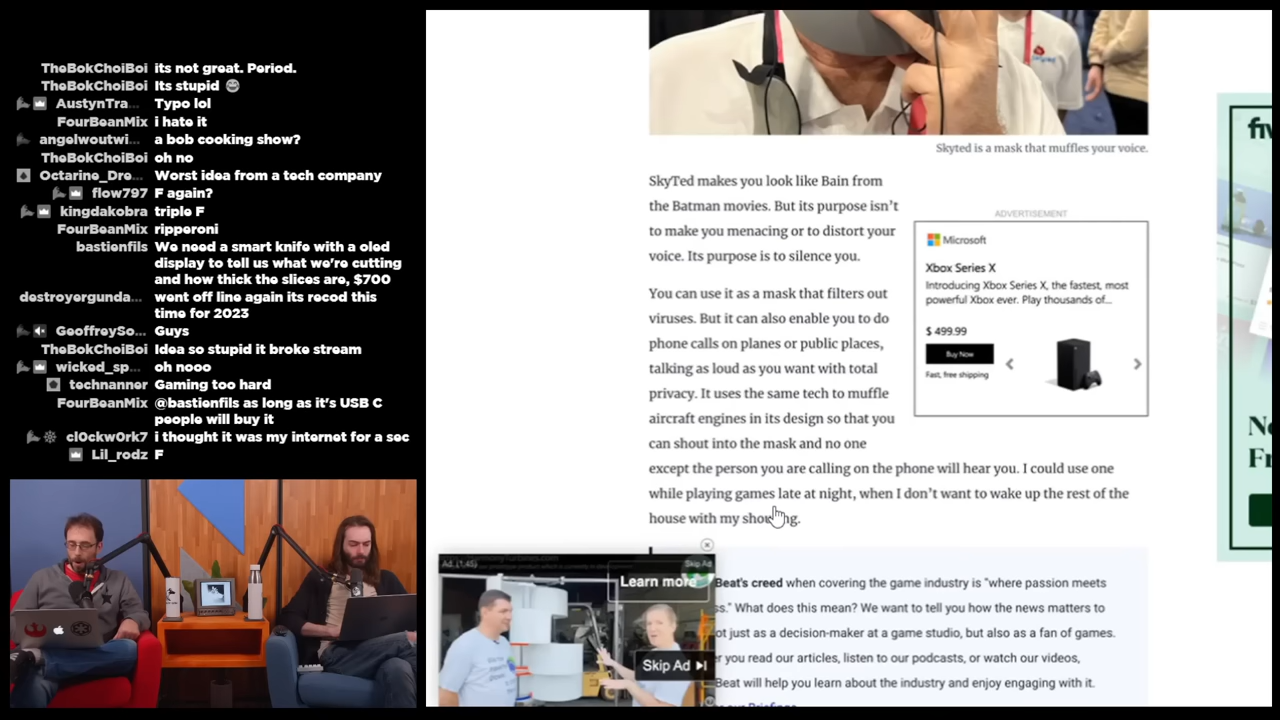 TheBokChoiBoi its not great. Period.
TheBokChoiBoi Its stupid
AustynTra... Typo lol
FourBeanMix i hate it
angelwoutwi... a bob cooking show?
TheBokChoiBoi oh no
Octarine_Dre... Worst idea from a tech company
flow797 F again?
kingdakobra triple F
FourBeanMix ripperoni
bastienfils We need a smart knife with a oled
display to tell us what we're cutting
and how thick the slices are, $700
destroyergunda... went off line again its recod this
time for 2023
GeoffreySo... Guys
TheBokChoiBoi Idea so stupid it broke stream
wicked_sp... oh nooo
technanner Gaming too hard
FourBeanMix @bastienfils as long as it's USB C
people will buy it
cl0ckw0rk7 i thought it was my internet for a sec
Lil_rodz F
Skyted is a mask that muffles your voice.
SkyTed makes you look like Bain from
the Batman movies. But its purpose isn't
to make you menacing or to distort your
voice. Its purpose is to silence you.
You can use it as a mask that filters out
viruses. But it can also enable you to do
phone calls on planes or public places,
talking as loud as you want with total
privacy. It uses the same tech to muffle
aircraft engines in its design so that you
can shout into the mask and no one
except the person you are calling on the phone will hear you. I could use one
while playing games late at night, when I don't want to wake up the rest of the
house with my shou ng.
ADVERTISEMENT
Microsoft
Xbox Series X
Introducing Xbox Series X, the fastest, most
powerful Xbox ever. Play thousands of...
$ 499.99
Buy Now
Fast, free shipping
Ad (1:45)
Skip Ad
Learn more
Skip Ad
Beat's creed when covering the game industry is "where passion meets
ss." What does this mean? We want to tell you how the news matters to
ot just as a decision-maker at a game studio, but also as a fan of games.
r you read our articles, listen to our podcasts, or watch our videos,
Beat will help you learn about the industry and enjoy engaging with it.
fiv
Ne
Fr